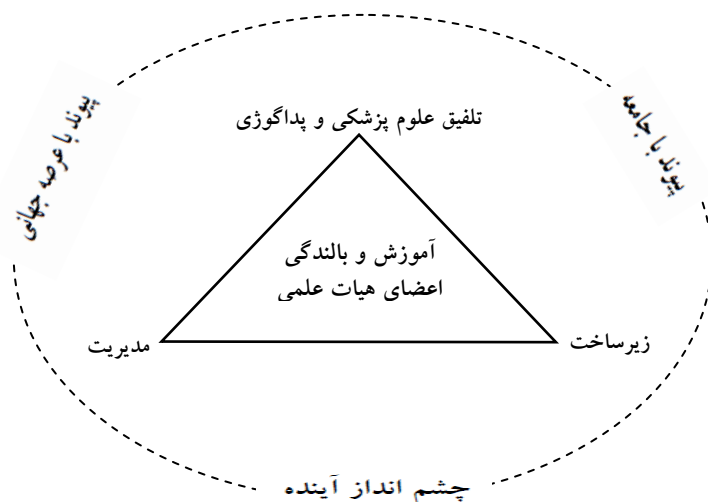 پیوند با جامعه
پیوند با عرصه جهانی
تلفیق علوم پزشکی و پداگوژی
آموزش و بالندگی
اعضای هیات علمی
زیرساخت
مدیریت
چشم انداز آینده